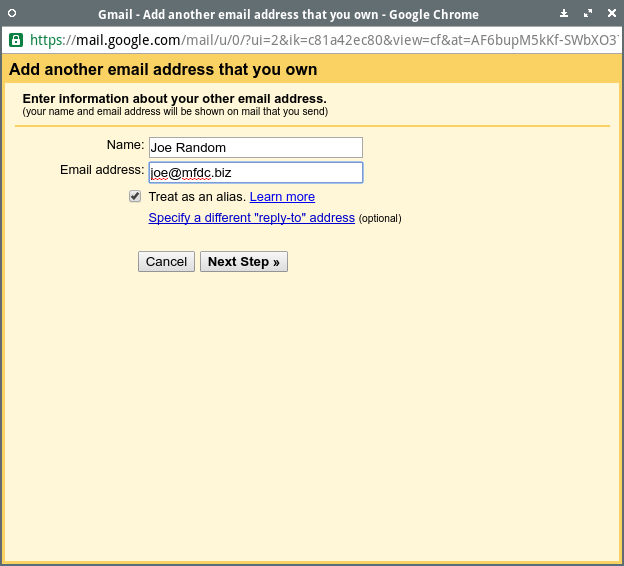 Gmail - Add another email address that you own - Google Chrome
https://mail.google.com/mail/u/0/?ui=2&ik=c81a42ec80&view=cf&at=AF6bupM5kKf-SWbXO3
Add another email address that you own
Enter information about your other email address.
(your name and email address will be shown on mail that you send)
Name: Joe Random
Email address: joe@mfdc.biz
Treat as an alias. Learn more
Specify a different "reply-to" address (optional)
Cancel Next Step »